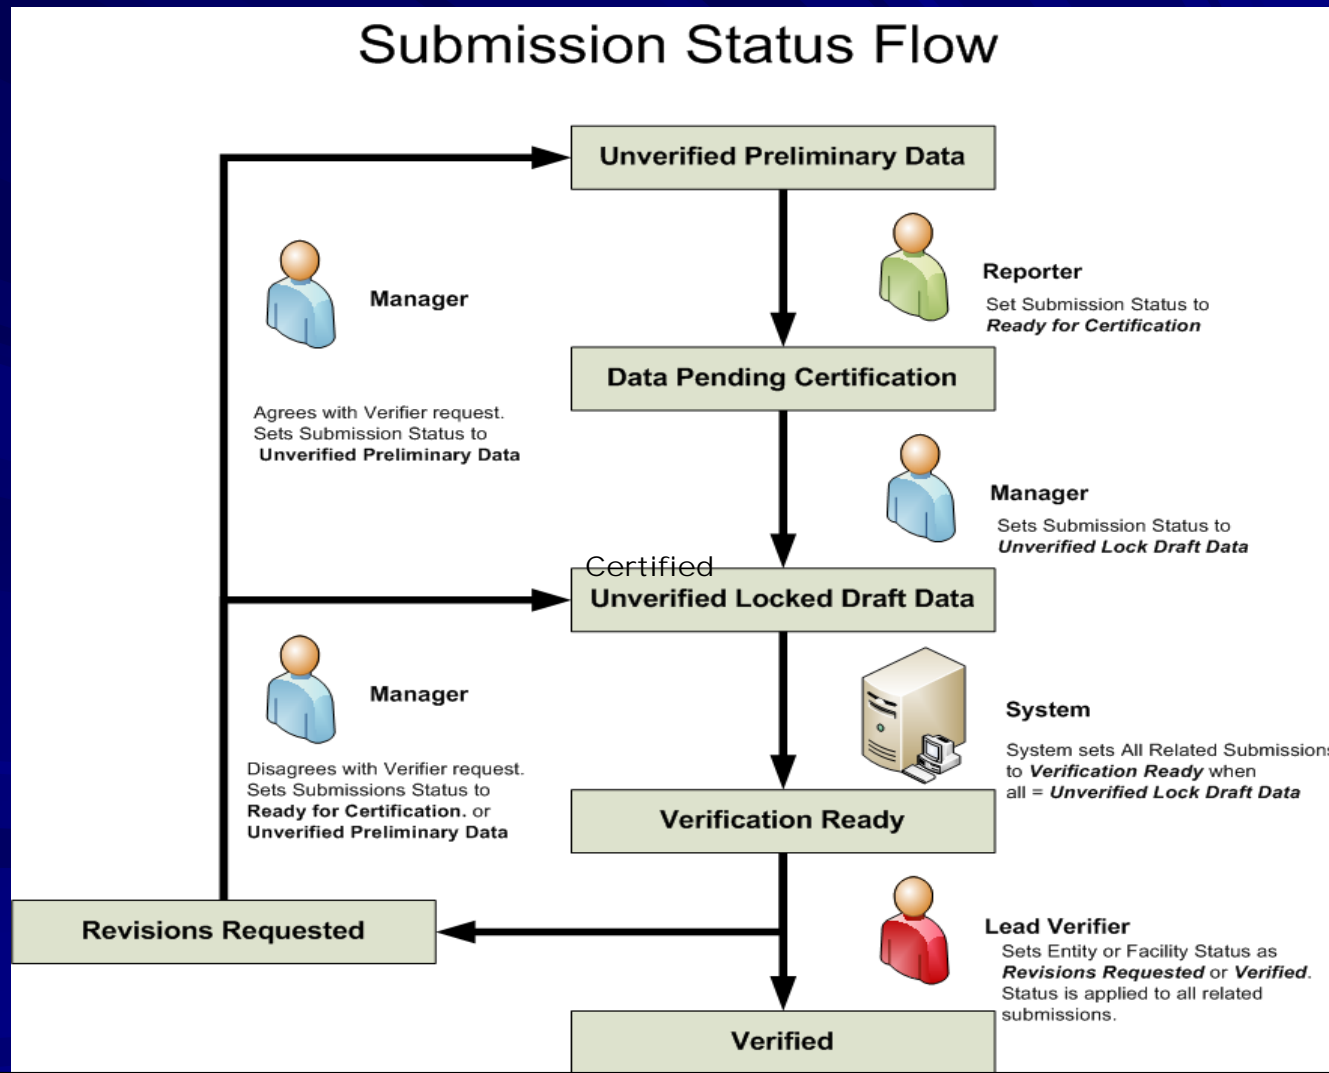 Submission Status Flow
Unverified Preliminary Data
Reporter
Set Submission Status to
Ready for Certification
Manager
Agrees with Verifier request.
Sets Submission Status to
Unverified Preliminary Data
Data Pending Certification
Manager
Sets Submission Status to
Unverified Lock Draft Data
Certified
Unverified Locked Draft Data
Manager
Disagrees with Verifier request.
Sets Submissions Status to
Ready for Certification. or
Unverified Preliminary Data
System
System sets All Related Submissions
to Verification Ready when
all = Unverified Lock Draft Data
Verification Ready
Revisions Requested
Lead Verifier
Sets Entity or Facility Status as
Revisions Requested or Verified.
Status is applied to all related
submissions.
Verified